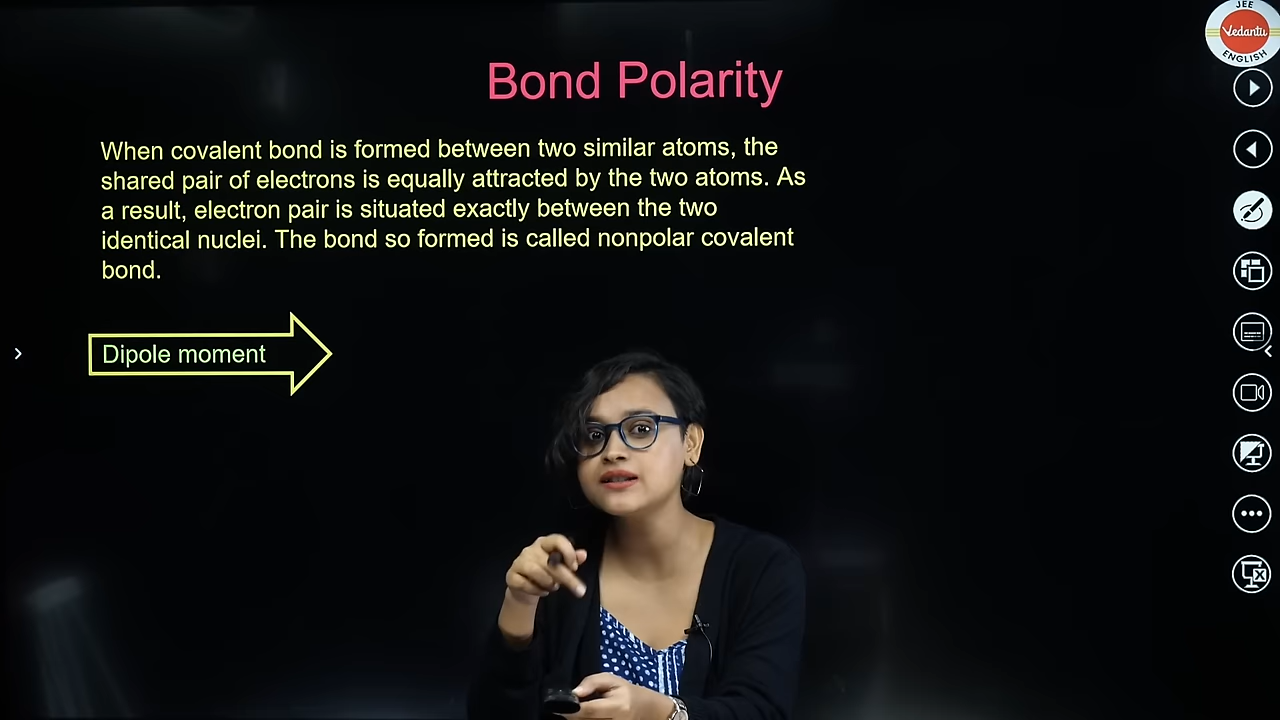 JEE
Vedantu
ENGLISH
Bond Polarity
When covalent bond is formed between two similar atoms, the
shared pair of electrons is equally attracted by the two atoms. As
a result, electron pair is situated exactly between the two
identical nuclei. The bond so formed is called nonpolar covalent
bond.
Dipole moment